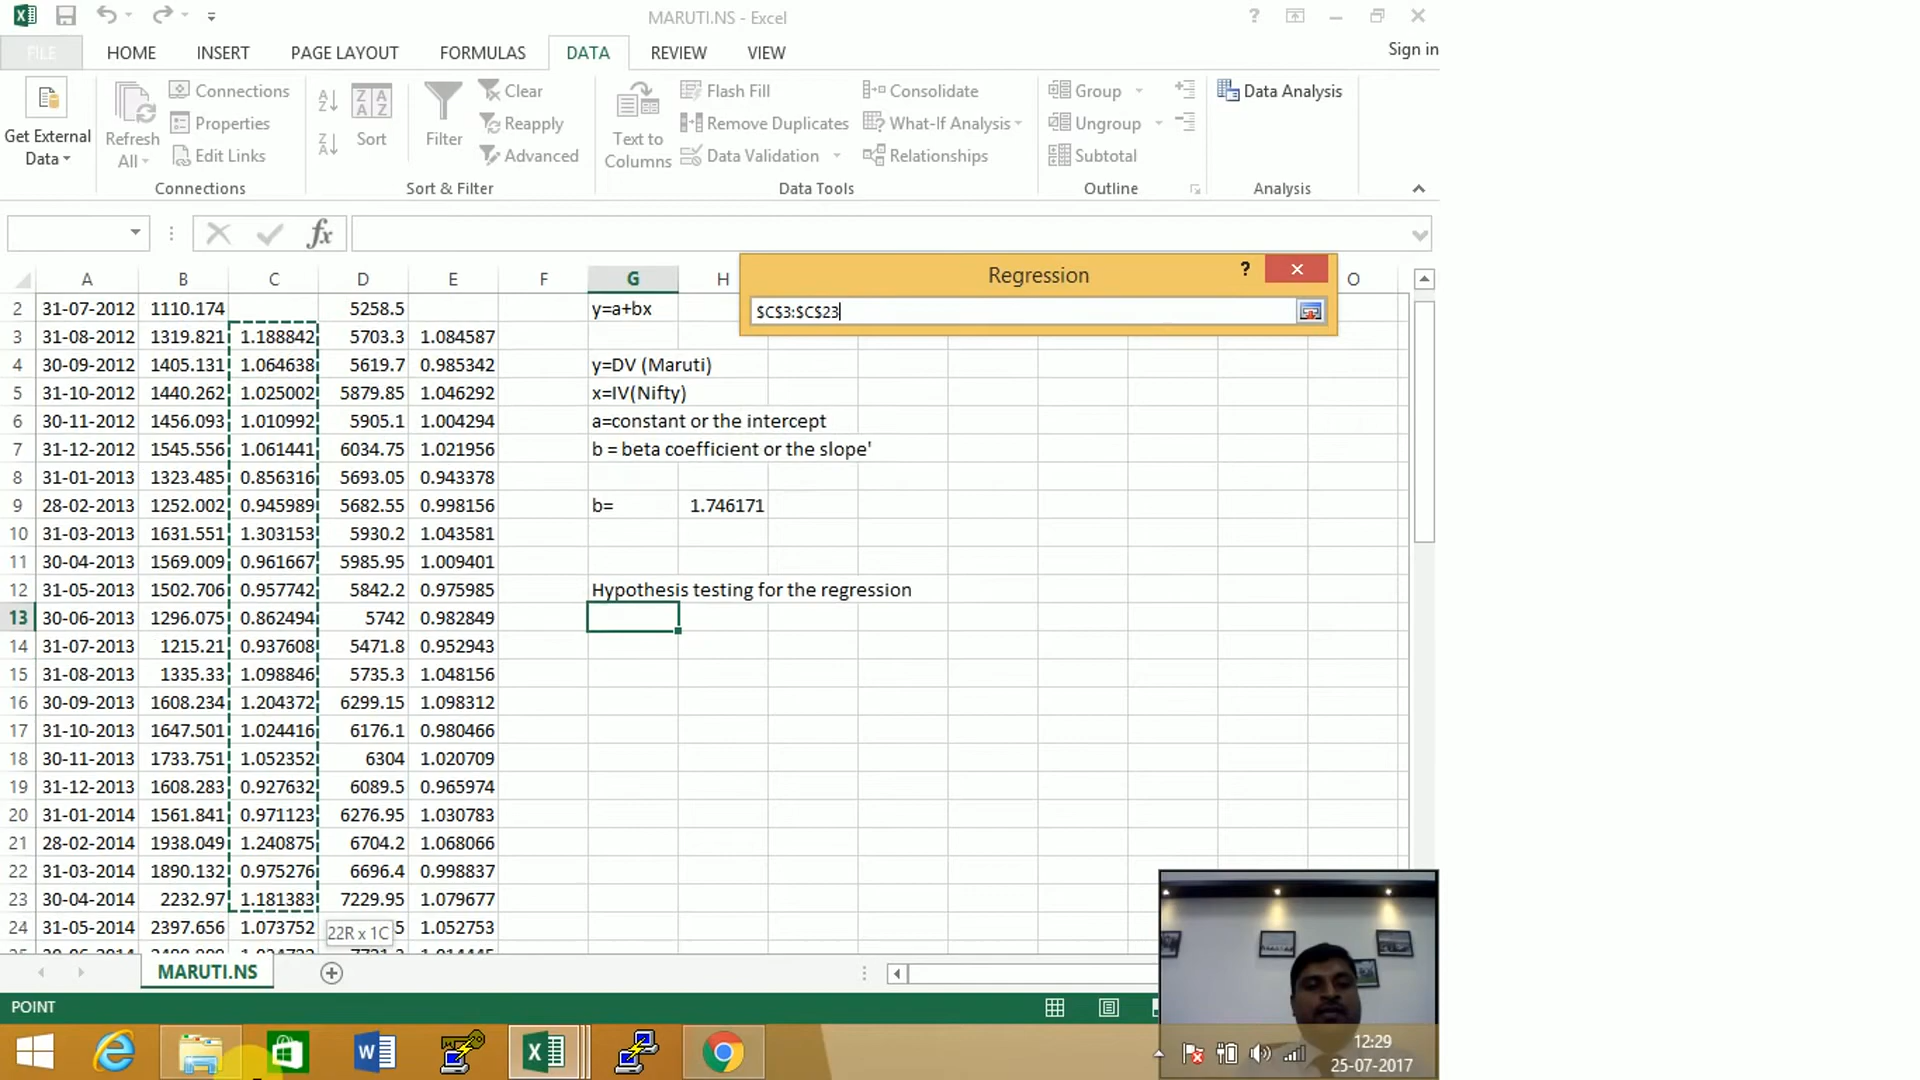 MARUTI.NS - Excel
?
FILE
HOME
INSERT
PAGE LAYOUT
FORMULAS
DATA
REVIEW
VIEW
Sign in
Get External
Data
Refresh
All
Connections
Properties
Edit Links
Connections
Sort
Filter
Clear
Reapply
Advanced
Sort & Filter
Text to
Columns
Flash Fill
Remove Duplicates
Data Validation
Consolidate
What-If Analysis
Relationships
Data Tools
Group
Ungroup
Subtotal
Outline
Data Analysis
Analysis
fx
Regression
?
$C$3:$C$23
A B C D E F G H O
2 31-07-2012 1110.174 5258.5 y=a+bx
3 31-08-2012 1319.821 1.188842 5703.3 1.084587
4 30-09-2012 1405.131 1.064638 5619.7 0.985342 y=DV (Maruti)
5 31-10-2012 1440.262 1.025002 5879.85 1.046292 x=IV(Nifty)
6 30-11-2012 1456.093 1.010992 5905.1 1.004294 a=constant or the intercept
7 31-12-2012 1545.556 1.061441 6034.75 1.021956 b = beta coefficient or the slope'
8 31-01-2013 1323.485 0.856316 5693.05 0.943378
9 28-02-2013 1252.002 0.945989 5682.55 0.998156 b= 1.746171
10 31-03-2013 1631.551 1.303153 5930.2 1.043581
11 30-04-2013 1569.009 0.961667 5985.95 1.009401
12 31-05-2013 1502.706 0.957742 5842.2 0.975985 Hypothesis testing for the regression
13 30-06-2013 1296.075 0.862494 5742 0.982849
14 31-07-2013 1215.21 0.937608 5471.8 0.952943
15 31-08-2013 1335.33 1.098846 5735.3 1.048156
16 30-09-2013 1608.234 1.204372 6299.15 1.098312
17 31-10-2013 1647.501 1.024416 6176.1 0.980466
18 30-11-2013 1733.751 1.052352 6304 1.020709
19 31-12-2013 1608.283 0.927632 6089.5 0.965974
20 31-01-2014 1561.841 0.971123 6276.95 1.030783
21 28-02-2014 1938.049 1.240875 6704.2 1.068066
22 31-03-2014 1890.132 0.975276 6696.4 0.998837
23 30-04-2014 2232.97 1.181383 7229.95 1.079677
24 31-05-2014 2397.656 1.073752 5 1.052753
22R x 1C
MARUTI.NS
POINT
12:29
25-07-2017